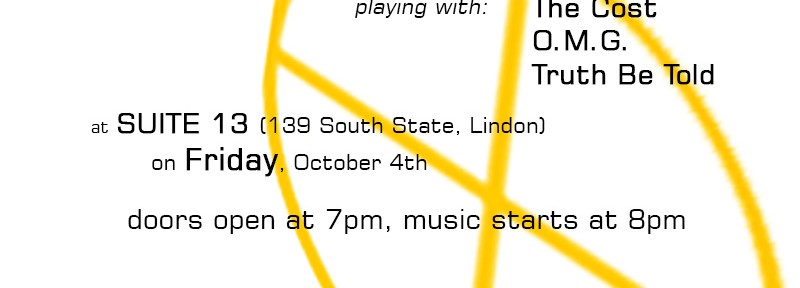 playing with: The Cost
O.M.G.
Truth Be Told
at SUITE 13 (139 South State, Lindon)
on Friday, October 4th
doors open at 7pm, music starts at 8pm